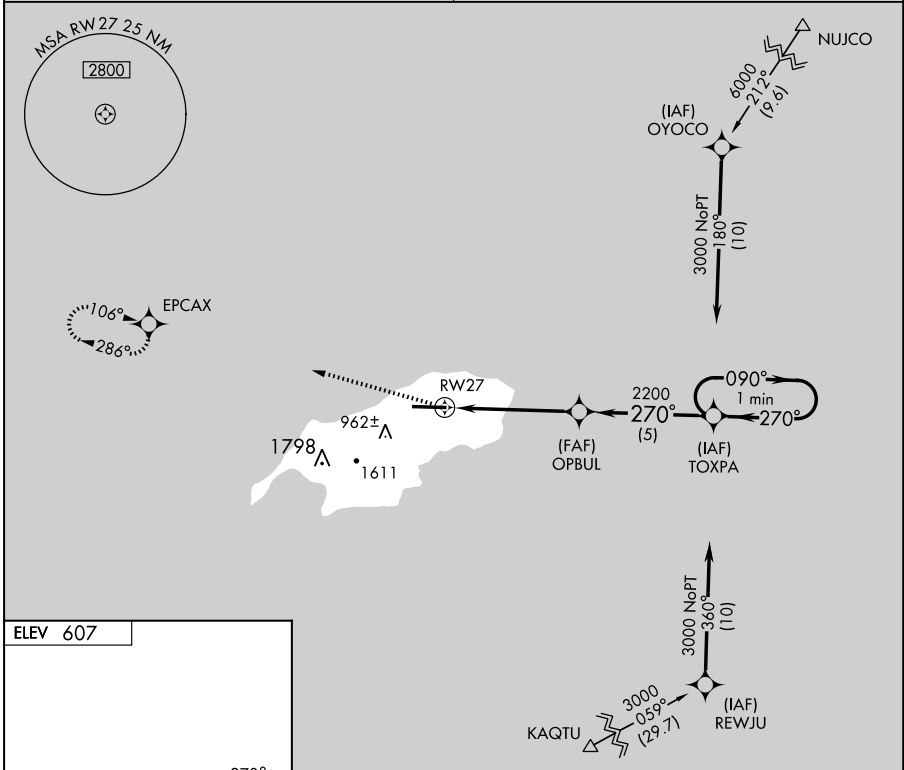 MSA RW27 25 NM
2800
NUJCO
6000
212°
(9.6)
(IAF)
OYOCO
3000 NoPT
180°
(10)
EPCAX
106°
286°
RW27
2200
270°
(5)
090°
1 min
270°
(FAF)
OPBUL
(IAF)
TOXPA
962±
1798
1611
3000 NoPT
360°
(10)
(IAF)
REWJU
KAQTU
3000
059°
(29.7)
ELEV 607